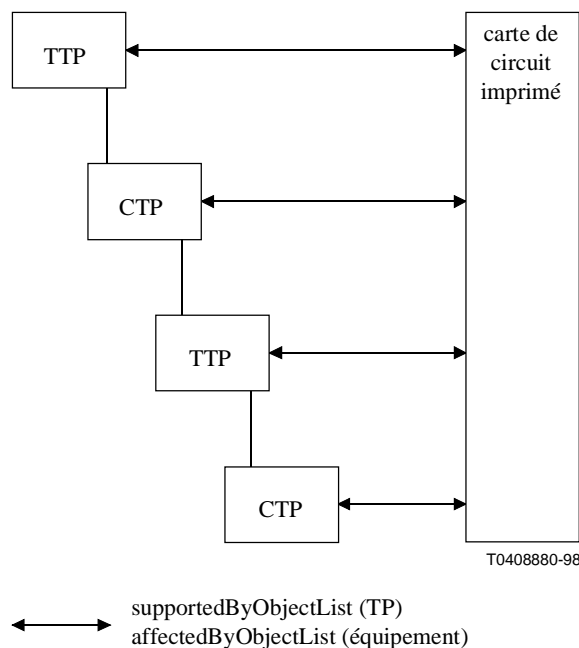 TTP
carte de
circuit
imprimé
CTP
TTP
CTP
T0408880-98
supportedByObjectList (TP)
affectedByObjectList (équipement)